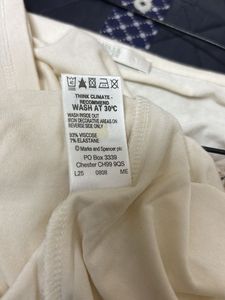 THINK CLIMATE -
RECOMMEND
WASH AT 30°C
WASH INSIDE OUT
IRON DECORATIVE AREAS ON
REVERSE SIDE ONLY
93% VISCOSE
7% ELASTANE
© Marks and Spencer plc
PO Box 3339
Chester CH99 9QS
L25 0808 ME